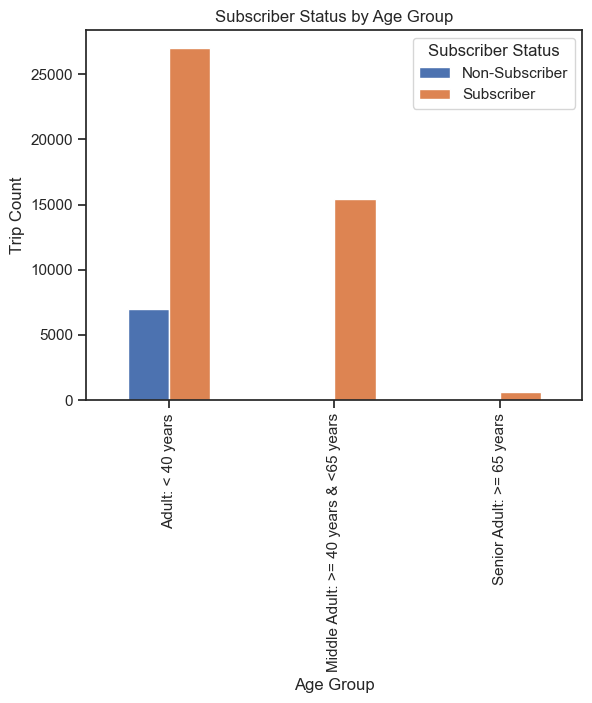 Subscriber Status by Age Group
Subscriber Status
Non-Subscriber
Subscriber
Trip Count
25000
20000
15000
10000
5000
0
Adult: < 40 years
Middle Adult: >= 40 years & <65 years
Senior Adult: >= 65 years
Age Group